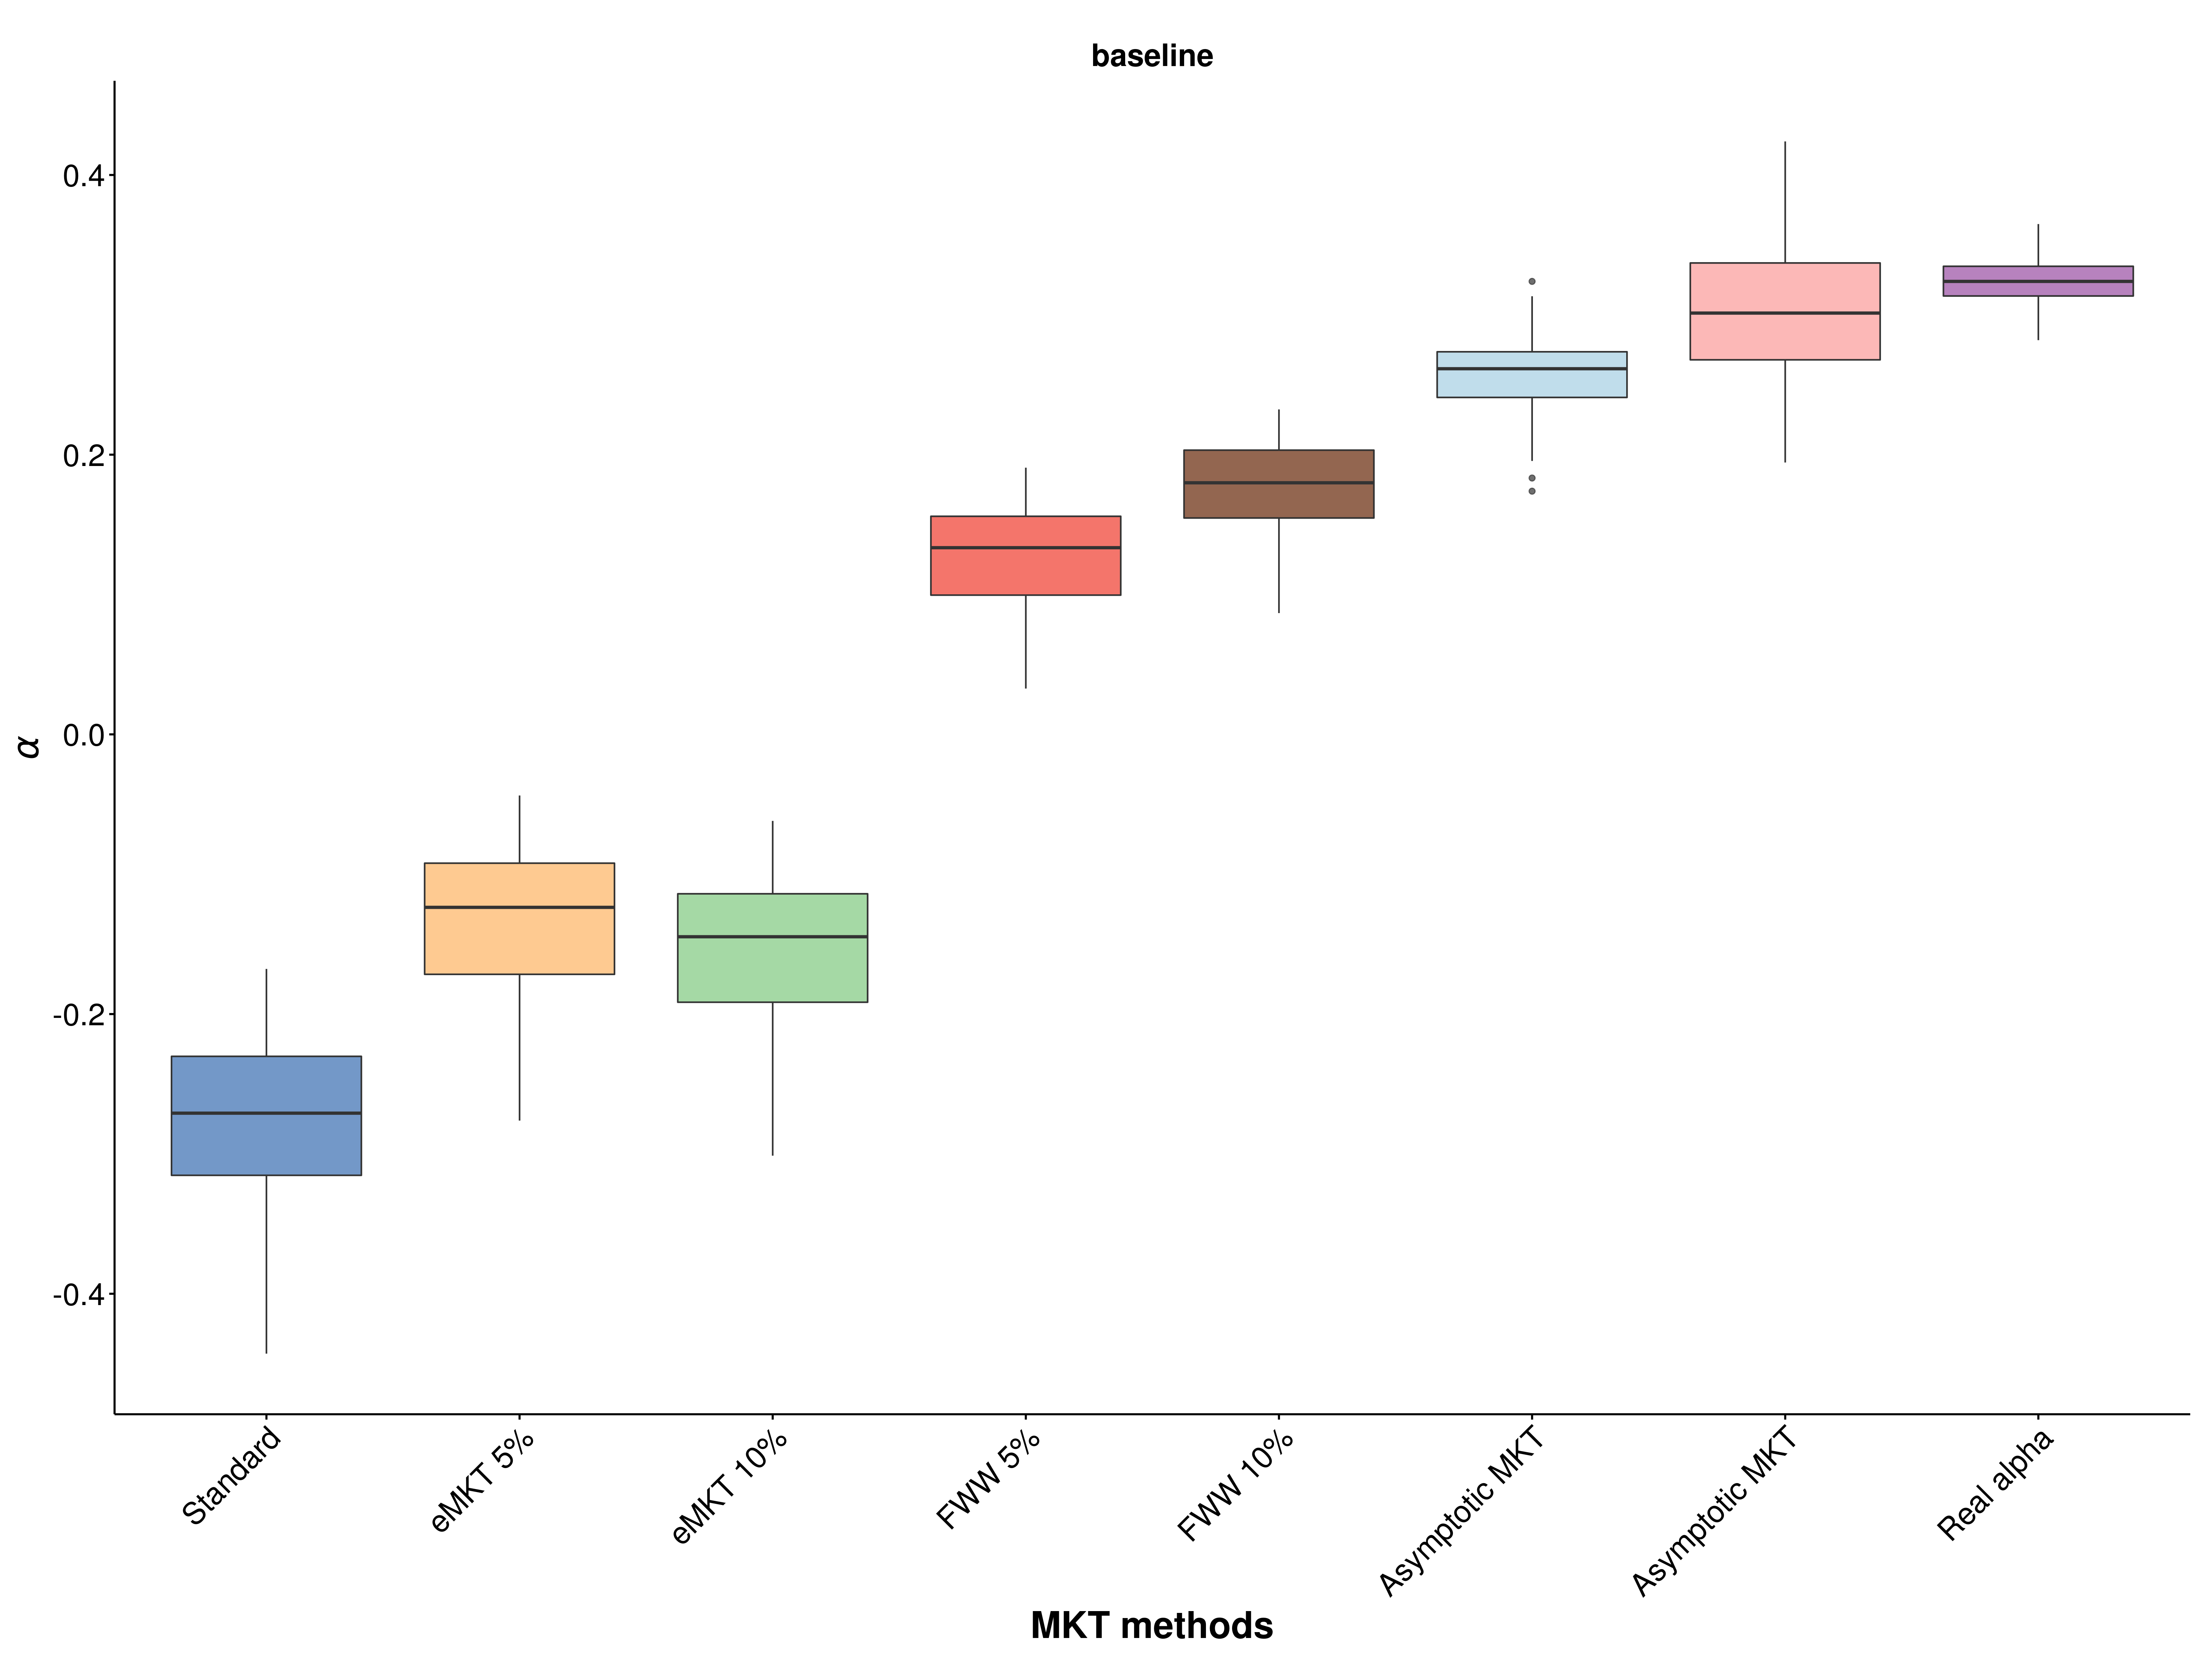 baseline
α
0.4
0.2
0.0
-0.2
-0.4
Standard
eMKT 5%
eMKT 10%
FWW 5%
FWW 10%
Asymptotic MKT
Asymptotic MKT
Real alpha
MKT methods